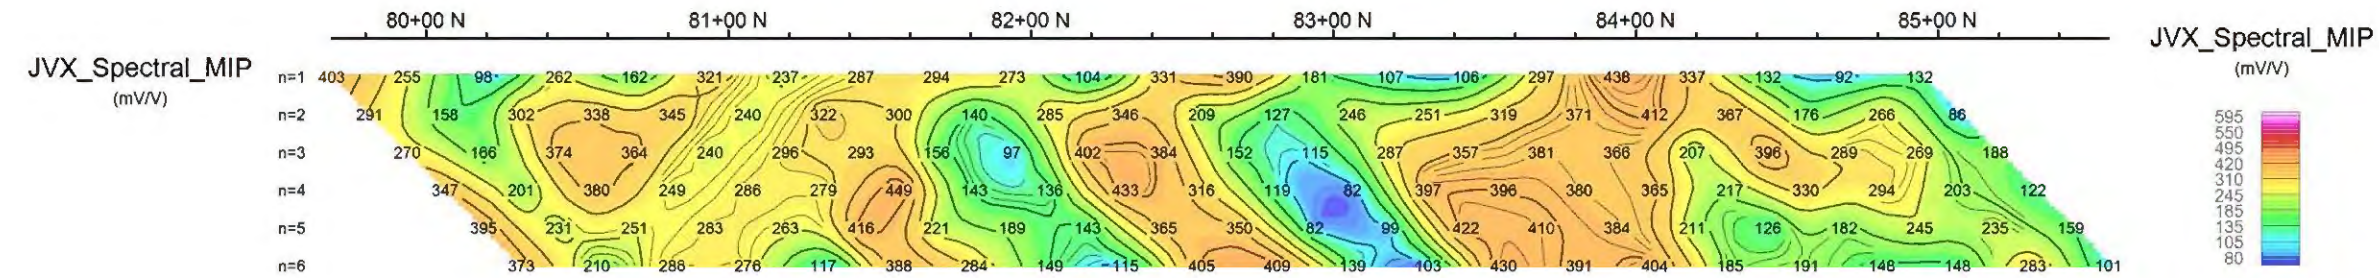 80+00 N 81+00 N 82+00 N 83+00 N 84+00 N 85+00 N
JVX_Spectral_MIP
(mV/V)
JVX_Spectral_MIP
(mV/V)
n=1 403 255 98 262 162 321 237 287 294 273 104 331 390 181 107 106 297 438 337 132 92 132
n=2 291 158 302 338 345 240 322 300 140 285 346 209 127 246 251 319 371 412 367 176 266 86
n=3 270 166 374 364 240 296 293 156 97 402 384 152 115 287 357 381 366 207 396 289 269 188
n=4 347 201 380 249 286 279 449 143 136 433 316 119 82 397 396 380 365 217 330 294 203 122
n=5 395 231 251 283 263 416 221 189 143 365 350 82 99 422 410 384 211 126 182 245 235 159
n=6 373 210 286 276 117 388 284 149 115 405 409 139 103 430 391 404 185 191 148 148 283 101
595
550
495
420
310
245
185
135
105
80